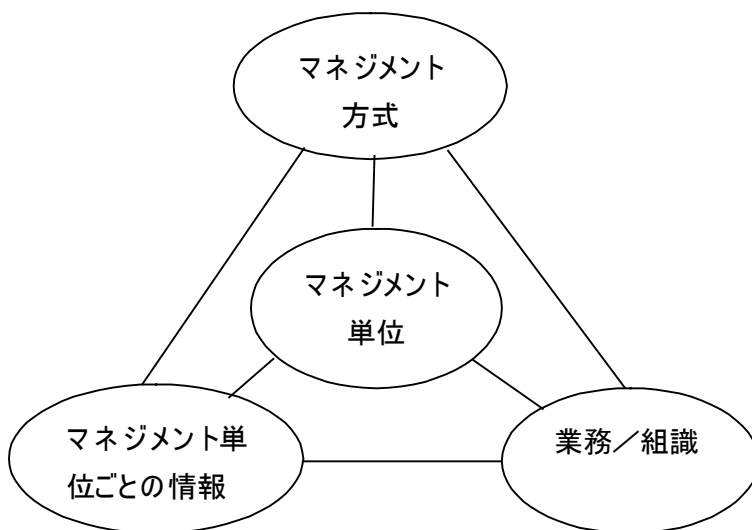 マネジメント
方式
マネジメント
単位
マネジメント単
位ごとの情報
業務／組識